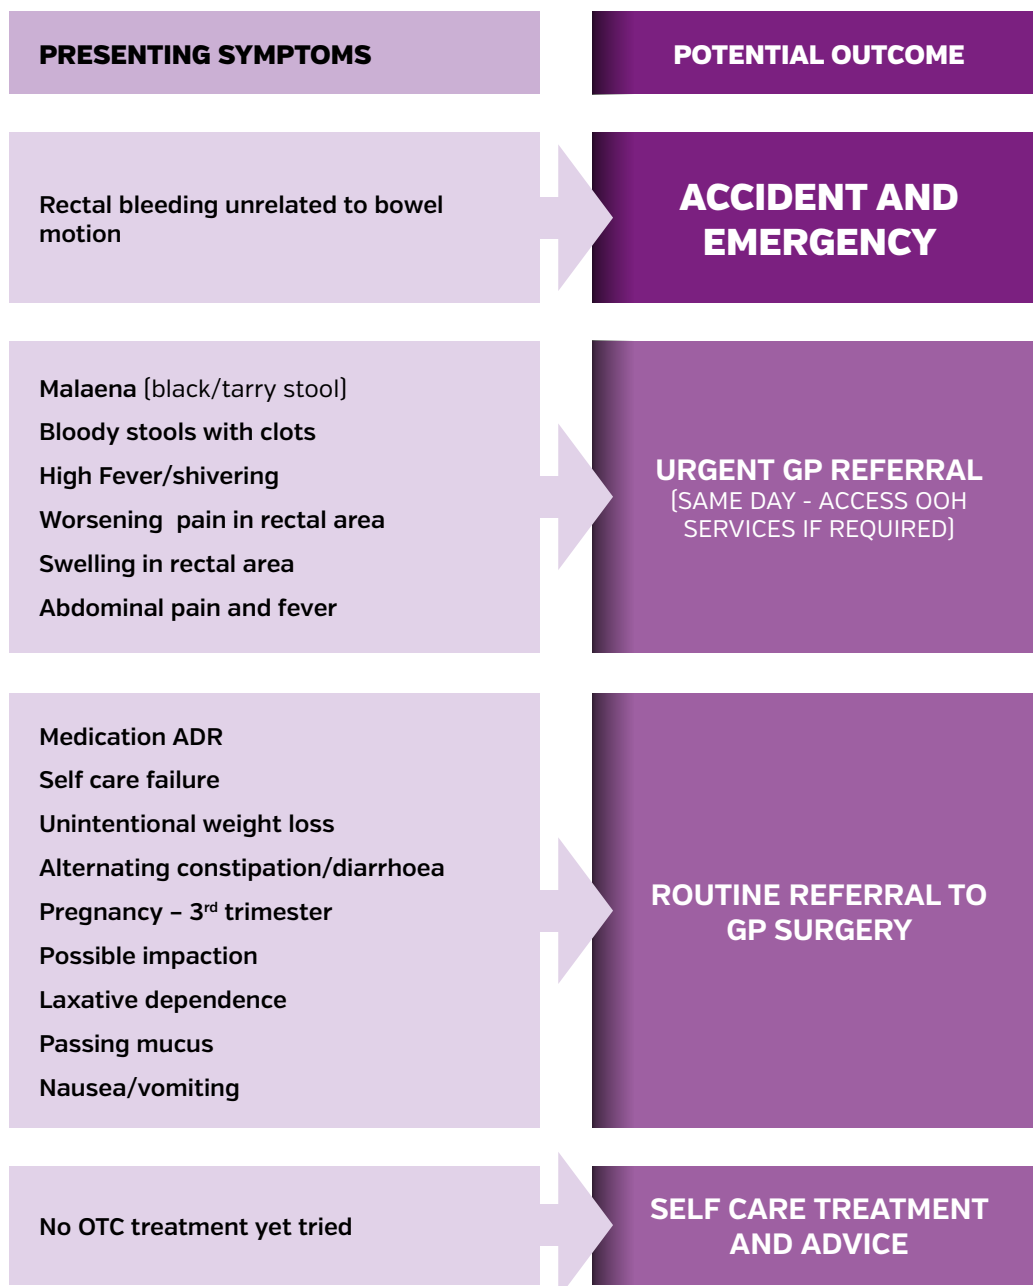 PRESENTING SYMPTOMS
POTENTIAL OUTCOME
Rectal bleeding unrelated to bowel
motion
ACCIDENT AND
EMERGENCY
Malaena (black/tarry stool)
Bloody stools with clots
High Fever/shivering
Worsening  pain in rectal area
Swelling in rectal area
Abdominal pain and fever
URGENT GP REFERRAL
(SAME DAY - ACCESS OOH
SERVICES IF REQUIRED)
Medication ADR
Self care failure
Unintentional weight loss
Alternating constipation/diarrhoea
Pregnancy – 3rd trimester
Possible impaction
Laxative dependence
Passing mucus
Nausea/vomiting
ROUTINE REFERRAL TO
GP SURGERY
No OTC treatment yet tried
SELF CARE TREATMENT
AND ADVICE